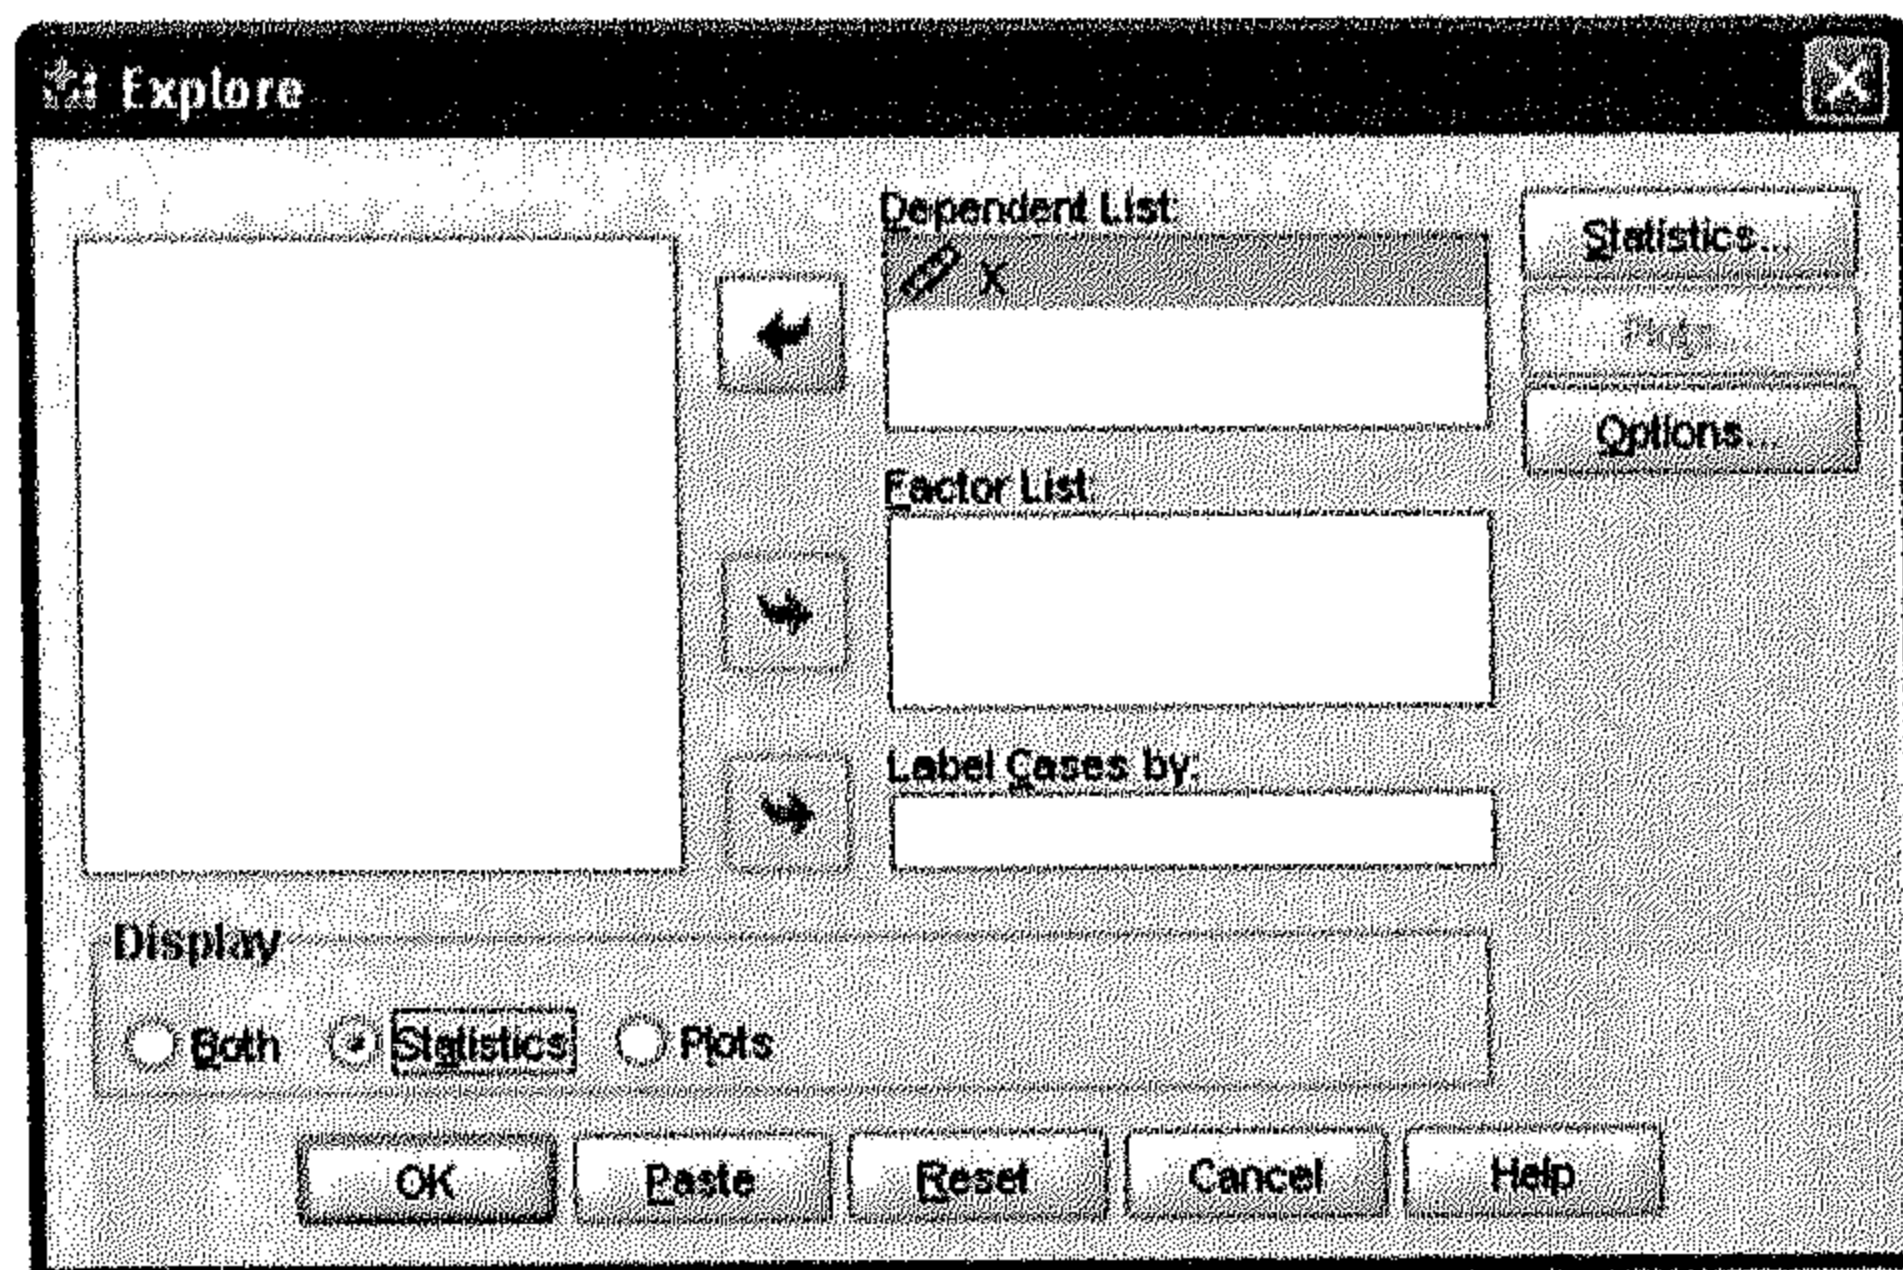 Explore
Dependent List:
X
Statistics...
Plots...
Options...
Factor List:
Label Cases by:
Display
Both Statistics Plots
OK Paste Reset Cancel Help